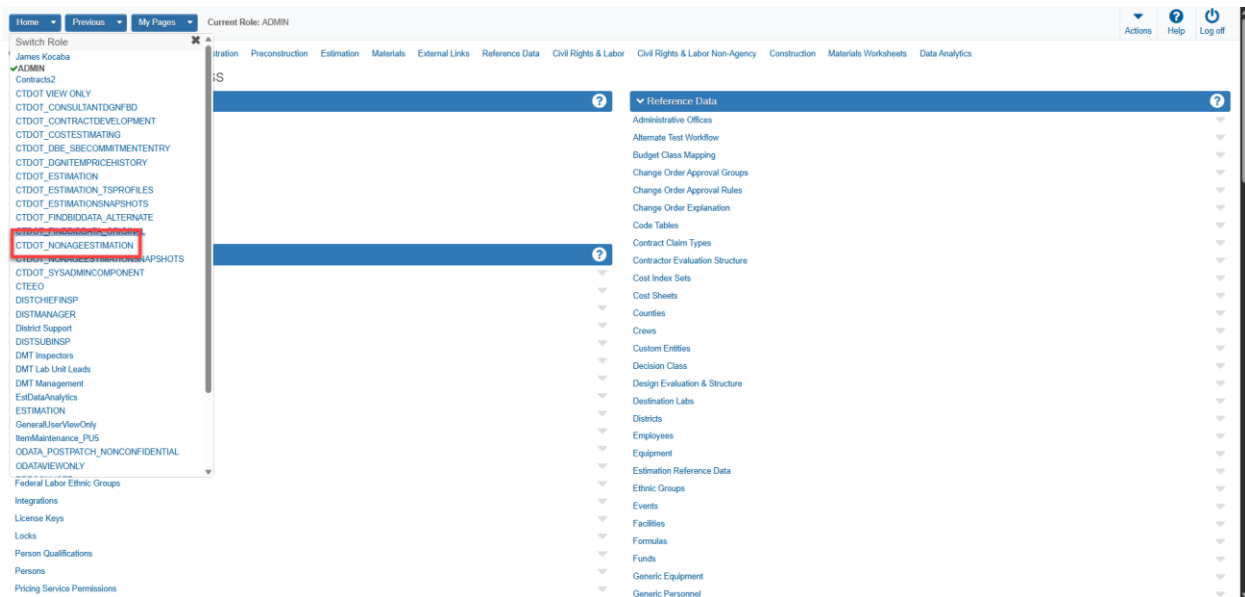 Home Previous My Pages Current Role: ADMIN
Actions Help Log off
Switch Role
James Kocaba
ADMIN
Contracts2
CTDOT VIEW ONLY
CTDOT_CONSULTANTDGNFBD
CTDOT_CONTRACTDEVELOPMENT
CTDOT_COSTESTIMATING
CTDOT_DBE_SBECOMMITMENTENTRY
CTDOT_DGNITEMPRICEHISTORY
CTDOT_ESTIMATION
CTDOT_ESTIMATION_TSPROFILES
CTDOT_ESTIMATIONSNAPSHOTS
CTDOT_FINDBIDDATA_ALTERNATE
CTDOT_FINDBIDDATA_ORIGINAL
CTDOT_NONAGEESTIMATION
CTDOT_NONAGEESTIMATIONSNAPSHOTS
CTDOT_SYSADMINCOMPONENT
CTEEO
DISTCHIEFINSP
DISTMANAGER
District Support
DISTSUBINSP
DMT Inspectors
DMT Lab Unit Leads
DMT Management
EstDataAnalytics
ESTIMATION
GeneralUserViewOnly
ItemMaintenance_PU5
ODATA_POSTPATCH_NONCONFIDENTIAL
ODATAVIEWONLY
stration Preconstruction Estimation Materials External Links Reference Data Civil Rights & Labor Civil Rights & Labor Non-Agency Construction Materials Worksheets Data Analytics
Federal Labor Ethnic Groups
Integrations
License Keys
Locks
Person Qualifications
Persons
Pricing Service Permissions
Reference Data
Administrative Offices
Alternate Test Workflow
Budget Class Mapping
Change Order Approval Groups
Change Order Approval Rules
Change Order Explanation
Code Tables
Contract Claim Types
Contractor Evaluation Structure
Cost Index Sets
Cost Sheets
Counties
Crews
Custom Entities
Decision Class
Design Evaluation & Structure
Destination Labs
Districts
Employees
Equipment
Estimation Reference Data
Ethnic Groups
Events
Facilities
Formulas
Funds
Generic Equipment
Generic Personnel